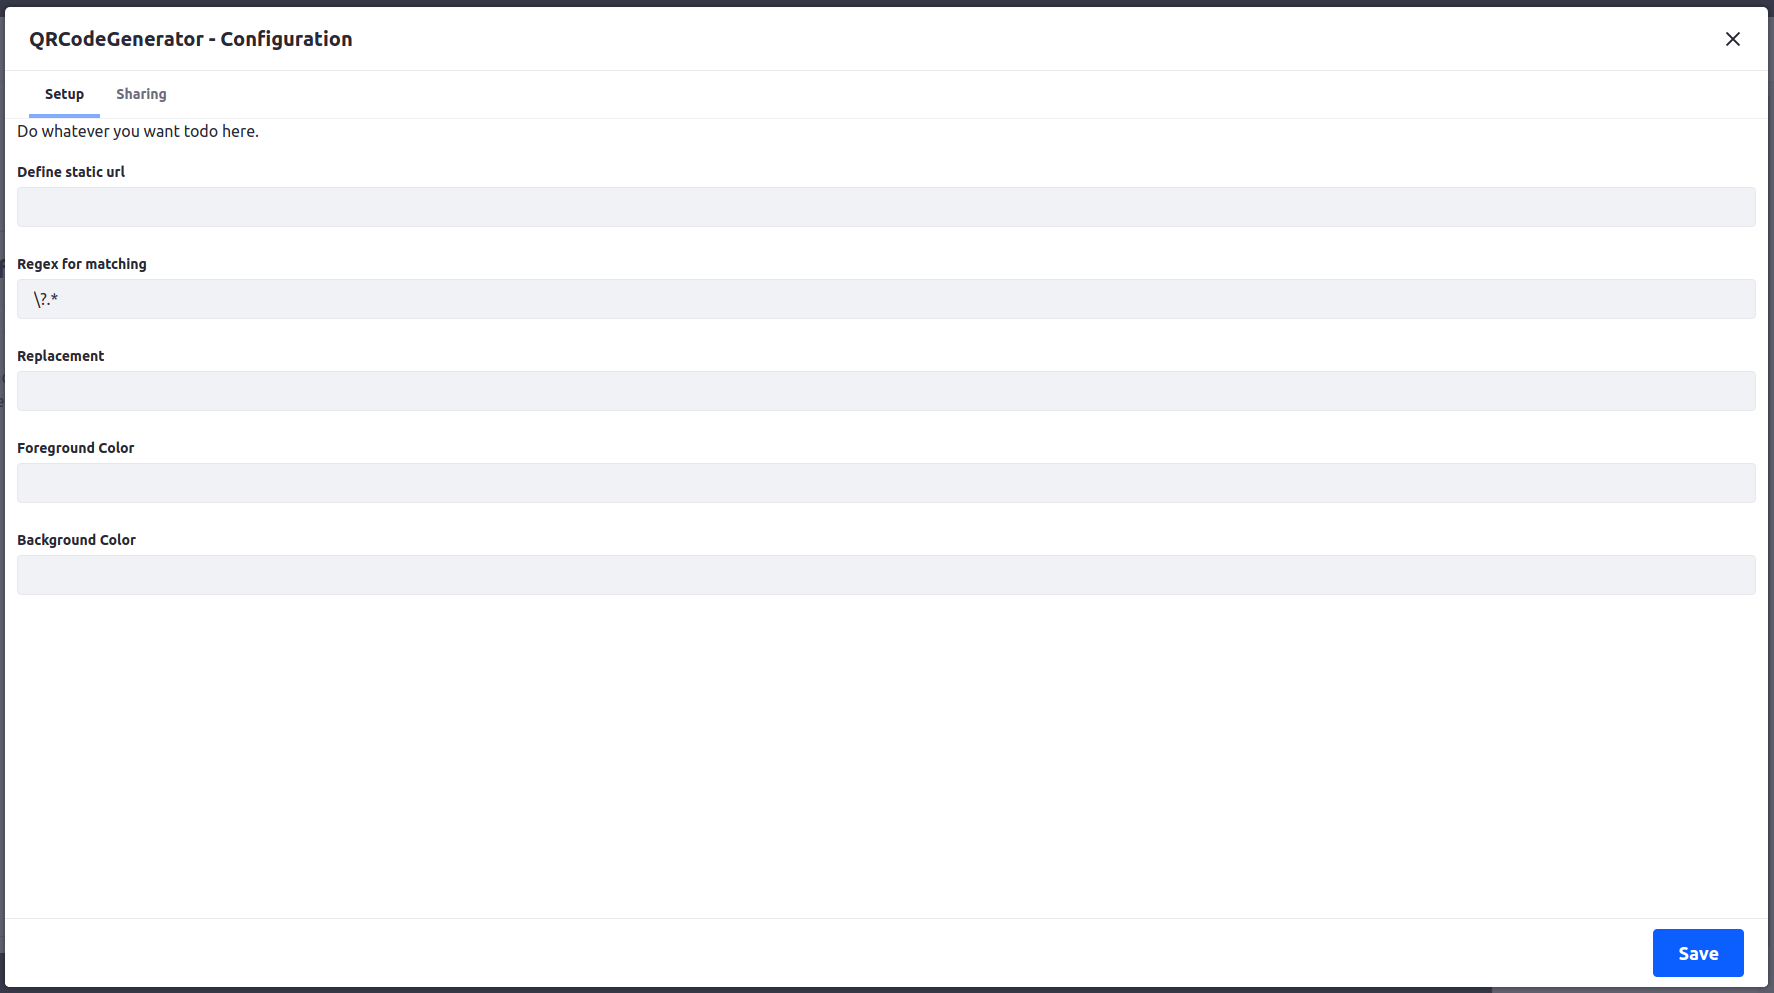 QRCodeGenerator - Configuration
Setup Sharing
Do whatever you want todo here.
Define static url
Regex for matching
\?.*
Replacement
Foreground Color
Background Color
Save